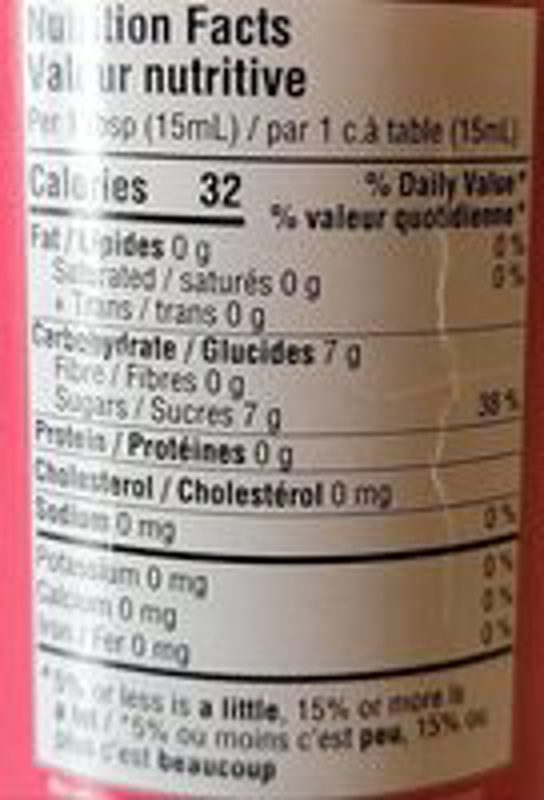 Nutrition Facts
Valeur nutritive
Per 1 tbsp (15mL) / par 1 c.à table (15mL)
Calories 32 % Daily Value*
% valeur quotidienne*
Fat / Lipides 0 g 0 %
Saturated / saturés 0 g 0 %
+ Trans / trans 0 g
Carbohydrate / Glucides 7 g
Fibre / Fibres 0 g
Sugars / Sucres 7 g 38 %
Protein / Protéines 0 g
Cholesterol / Cholestérol 0 mg
Sodium 0 mg 0 %
Potassium 0 mg 0 %
Calcium 0 mg 0 %
Iron / Fer 0 mg 0 %
*5% or less is a little, 15% or more is
a lot / *5% ou moins c'est peu, 15% ou
plus c'est beaucoup